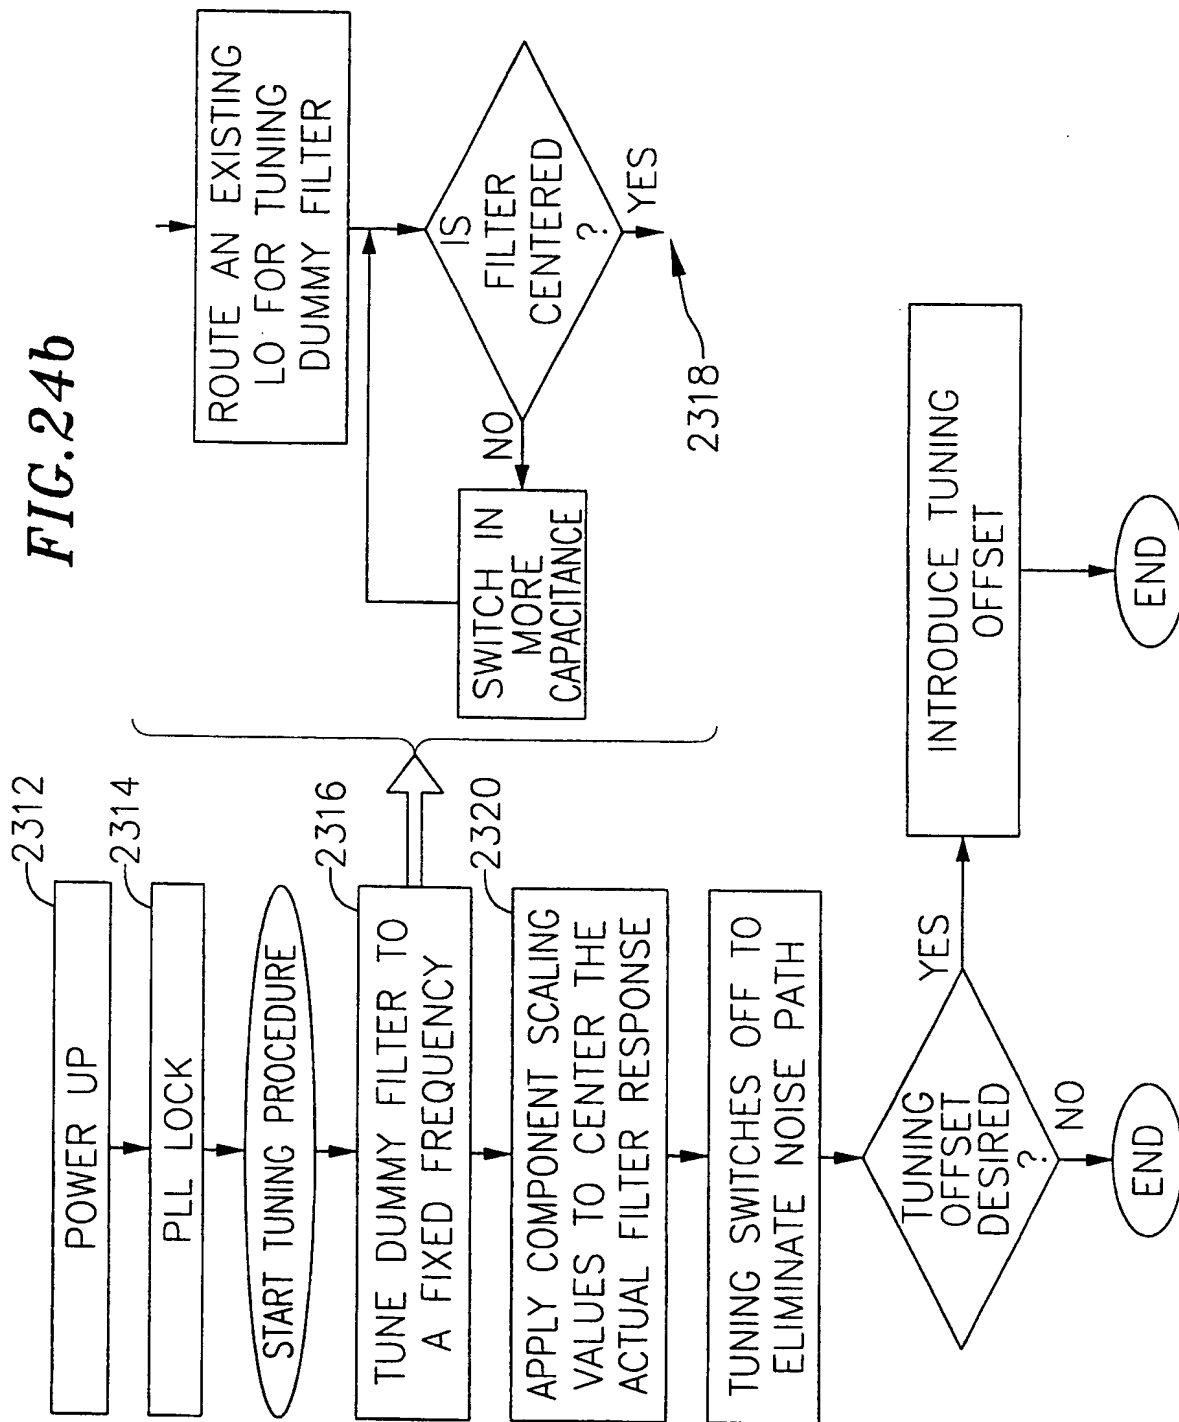 FIG.24b
POWER UP
2312
PLL LOCK
2314
START TUNING PROCEDURE
TUNE DUMMY FILTER TO
A FIXED FREQUENCY
2316
APPLY COMPONENT SCALING
VALUES TO CENTER THE
ACTUAL FILTER RESPONSE
2320
TUNING SWITCHES OFF TO
ELIMINATE NOISE PATH
TUNING
OFFSET
DESIRED
?
YES
NO
END
INTRODUCE TUNING
OFFSET
END
ROUTE AN EXISTING
LO FOR TUNING
DUMMY FILTER
IS
FILTER
CENTERED
?
NO
YES
SWITCH IN
MORE
CAPACITANCE
2318